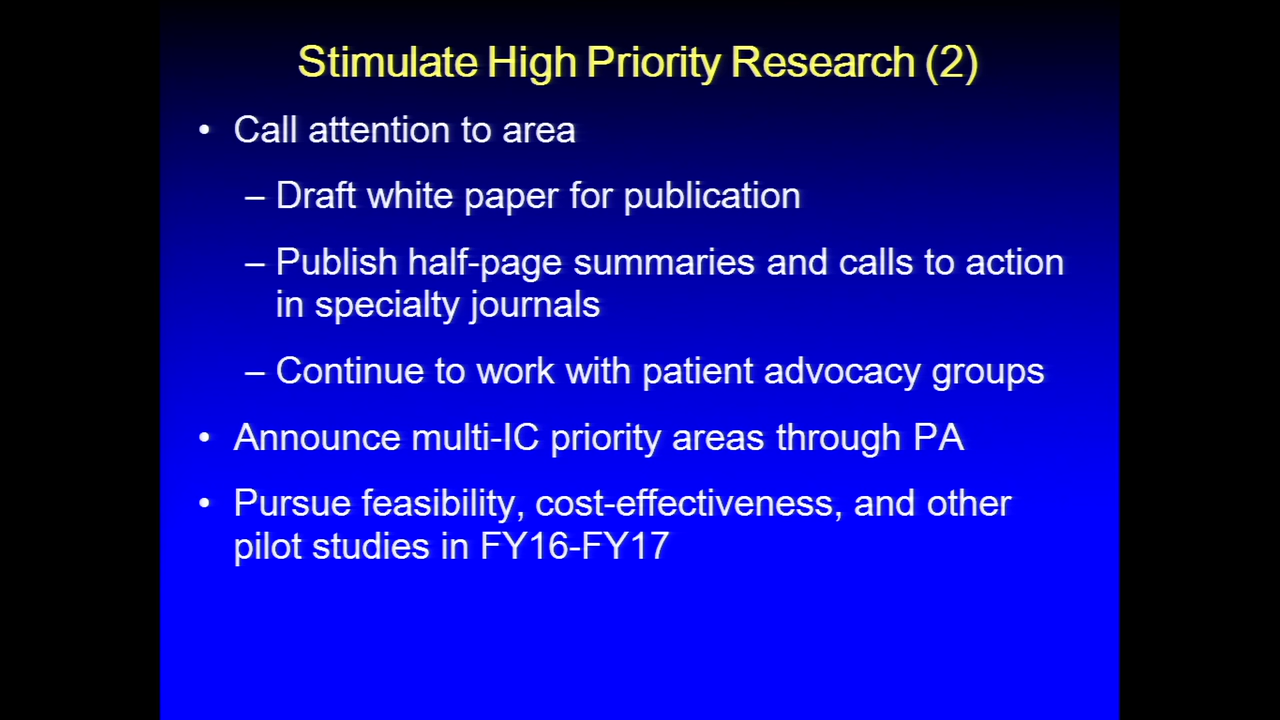 Stimulate High Priority Research (2)
• Call attention to area
– Draft white paper for publication
– Publish half-page summaries and calls to action
in specialty journals
– Continue to work with patient advocacy groups
• Announce multi-IC priority areas through PA
• Pursue feasibility, cost-effectiveness, and other
pilot studies in FY16-FY17